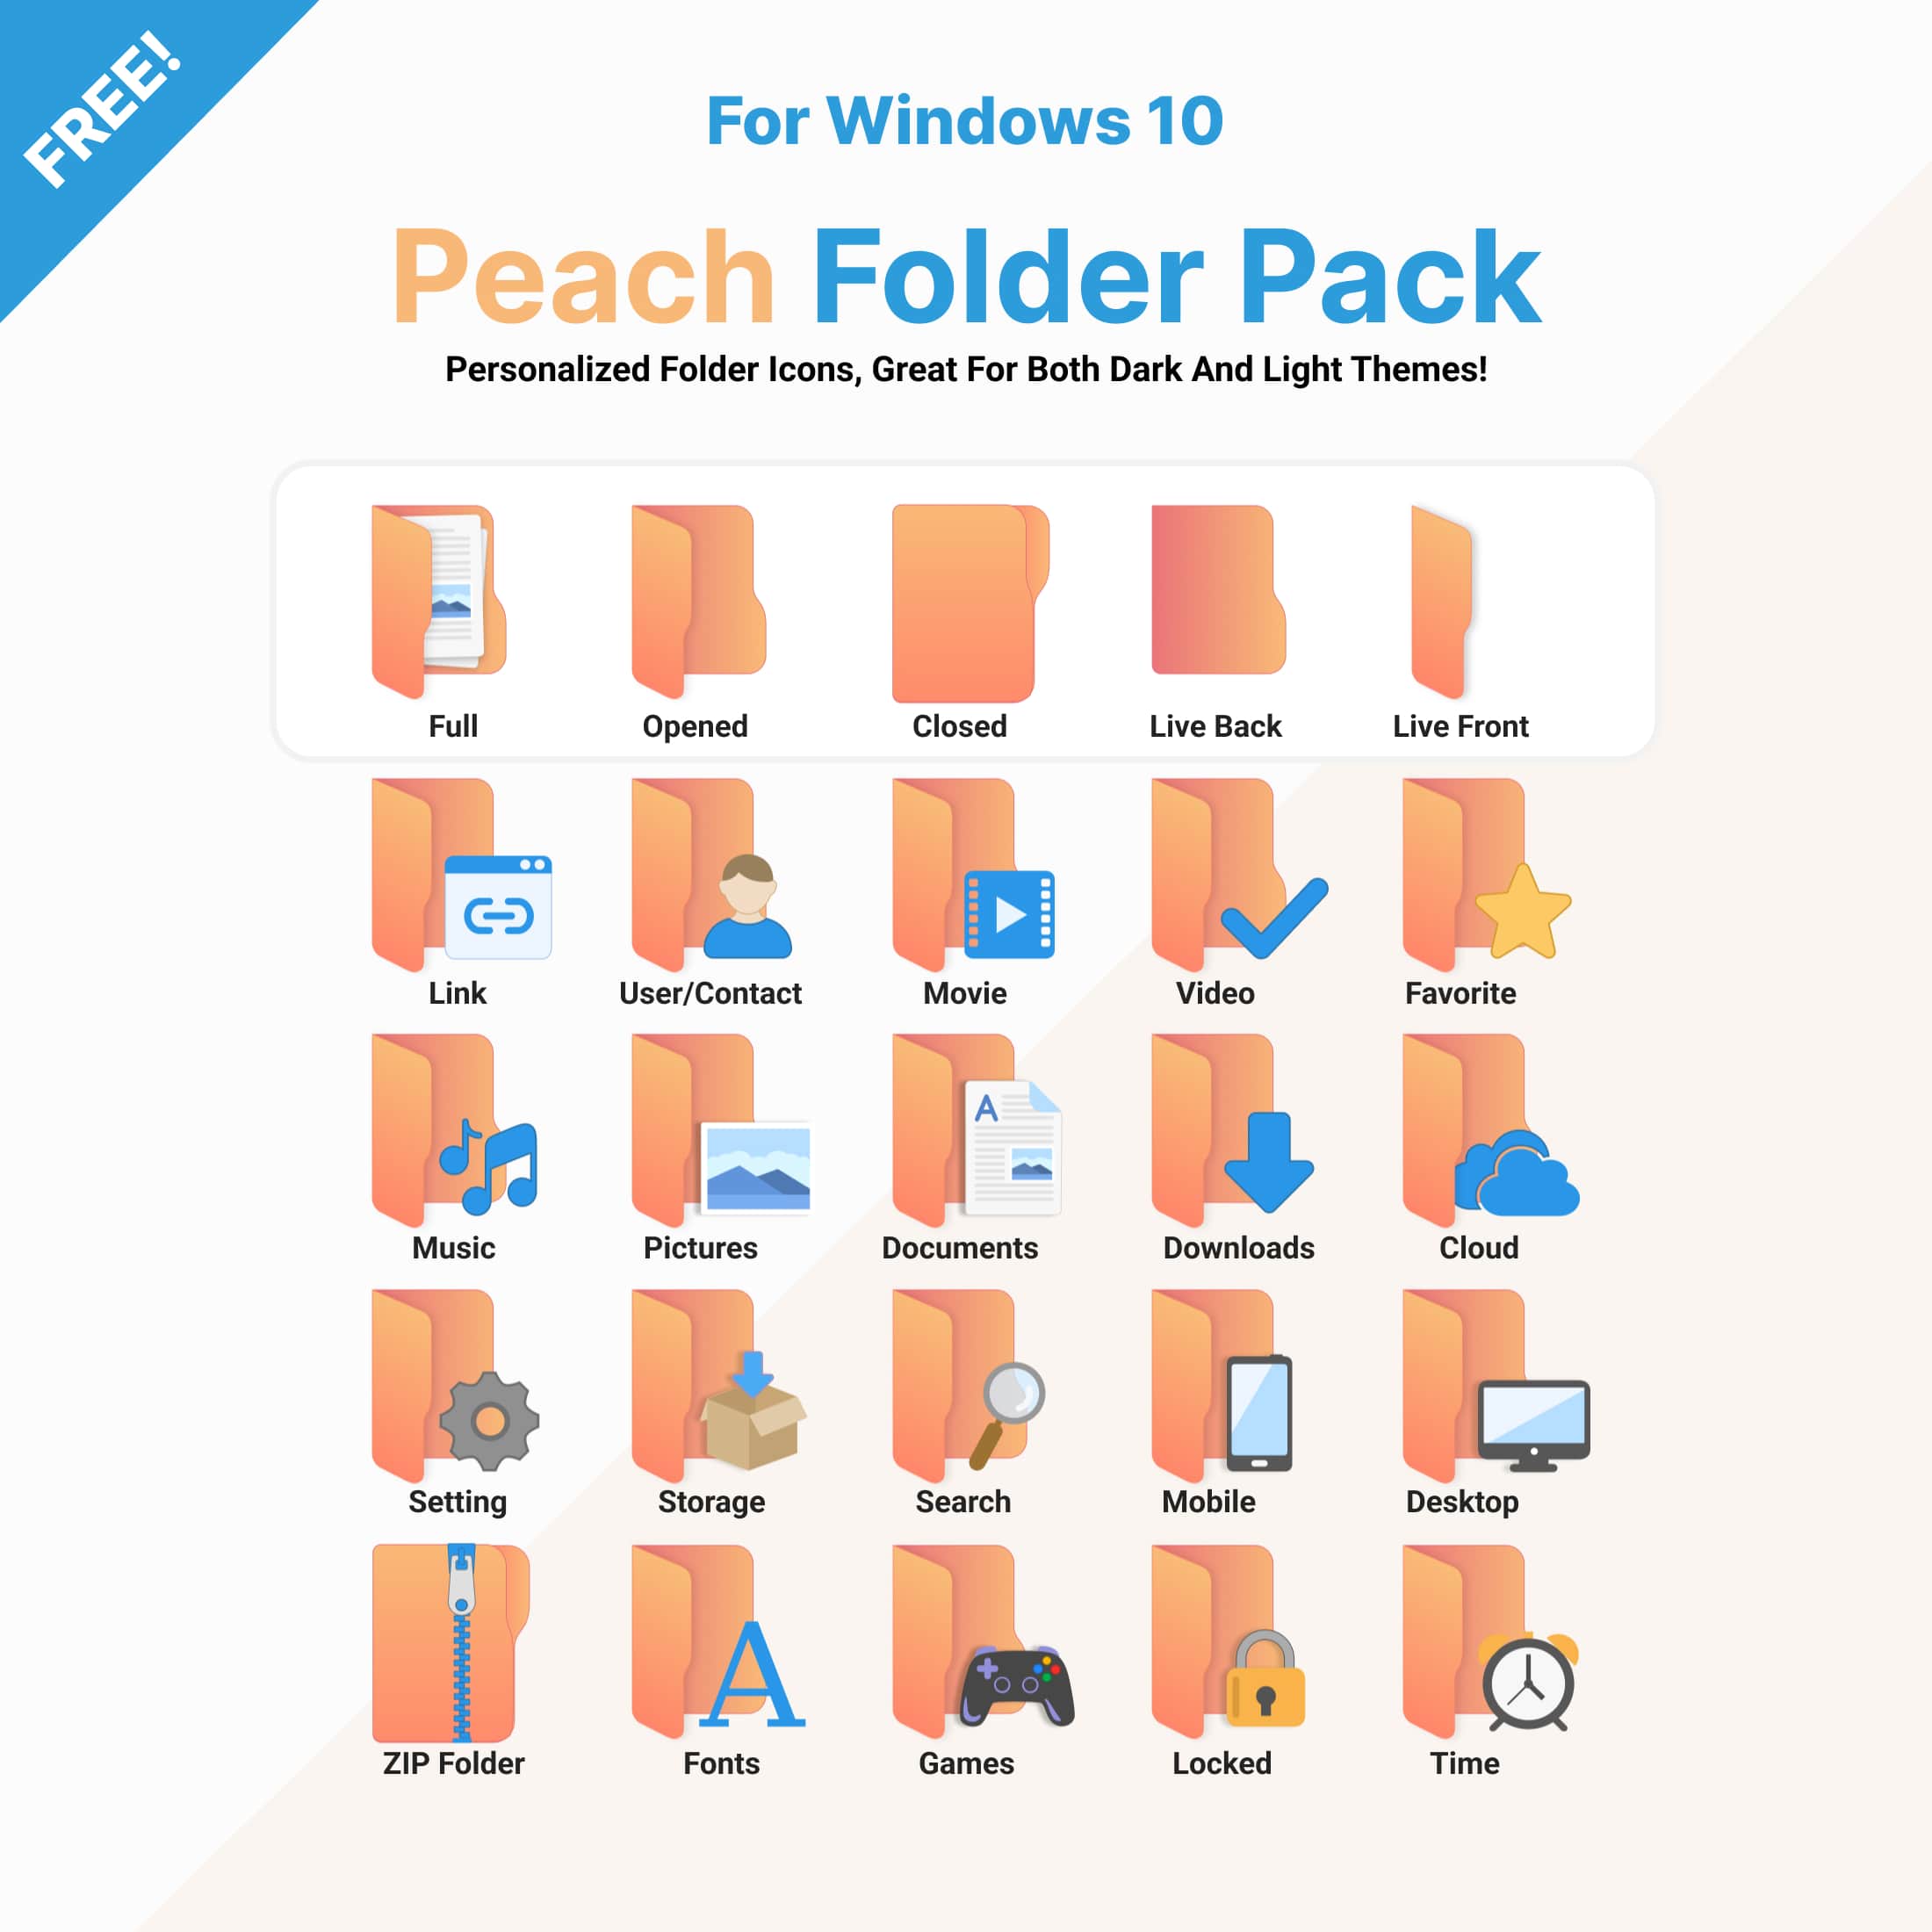 FREE!
For Windows 10
Peach Folder Pack
Personalized Folder Icons, Great For Both Dark And Light Themes!
Full
Opened
Closed
Live Back
Live Front
Link
User/Contact
Movie
Video
Favorite
A
Music
Pictures
Documents
Downloads
Cloud
Setting
Storage
Search
Mobile
Desktop
A
ZIP Folder
Fonts
Games
Locked
Time